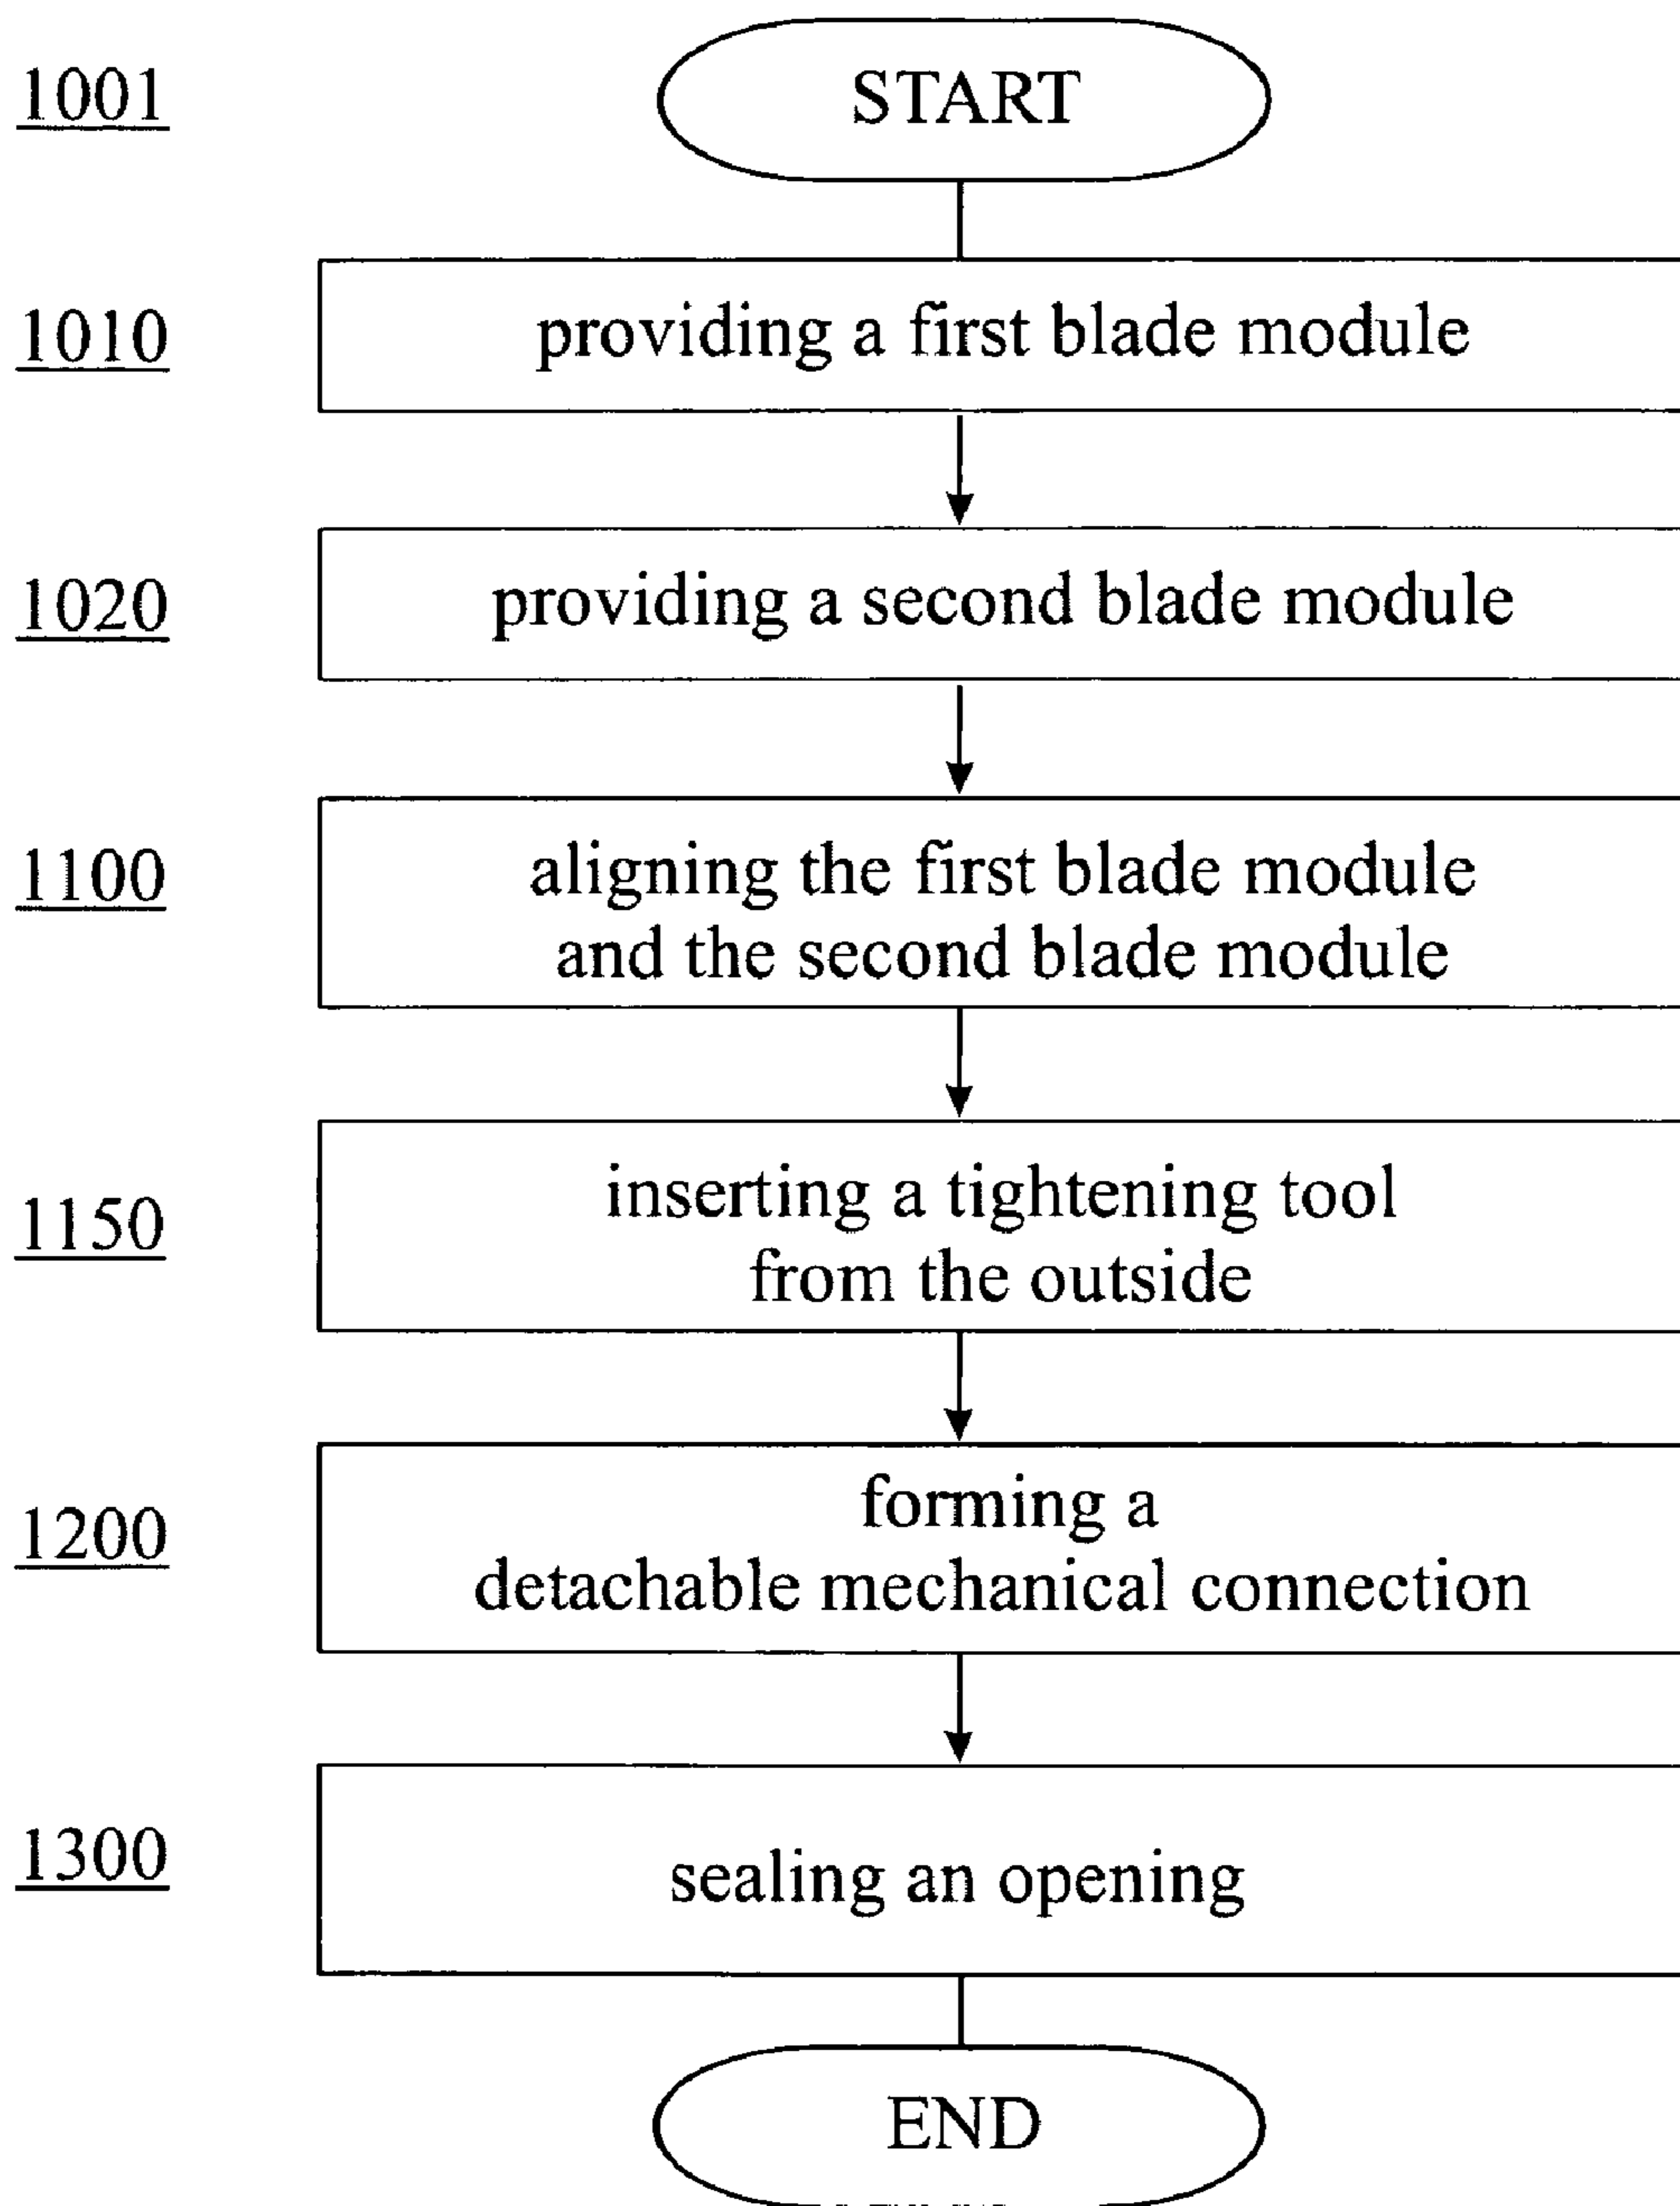 1001
START
1010
providing a first blade module
1020
providing a second blade module
1100
aligning the first blade module
and the second blade module
1150
inserting a tightening tool
from the outside
1200
forming a
detachable mechanical connection
1300
sealing an opening
END